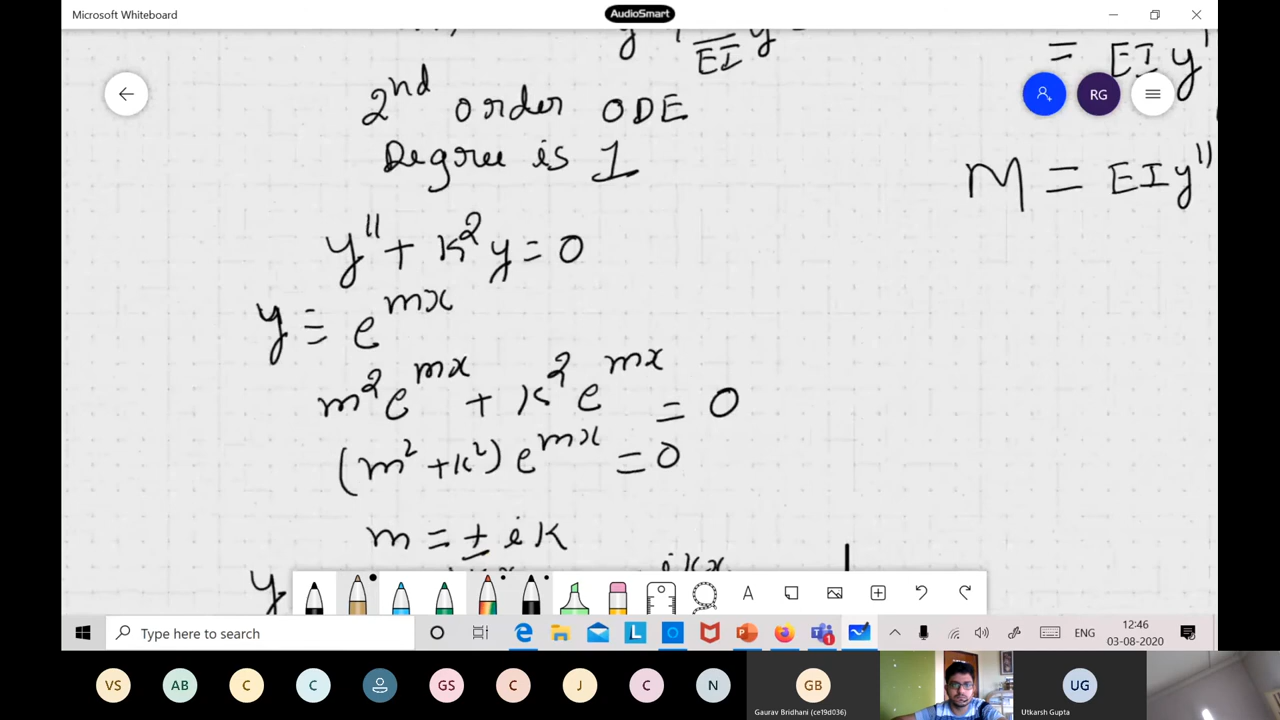 Microsoft Whiteboard
AudioSmart
EI
= EIy'
2nd order ODE
Degree is 1
RG
M = EIy''
y'' + k²y = 0
y = e^mx
m²e^mx + k²e^mx = 0
(m² + k²) e^mx = 0
m = ± ik
y
ikx
A
Type here to search
L
1
ENG
12:46
03-08-2020
VS
AB
C
C
GS
C
J
C
N
GB
Gaurav Bridhani (ce19d036)
UG
Utkarsh Gupta